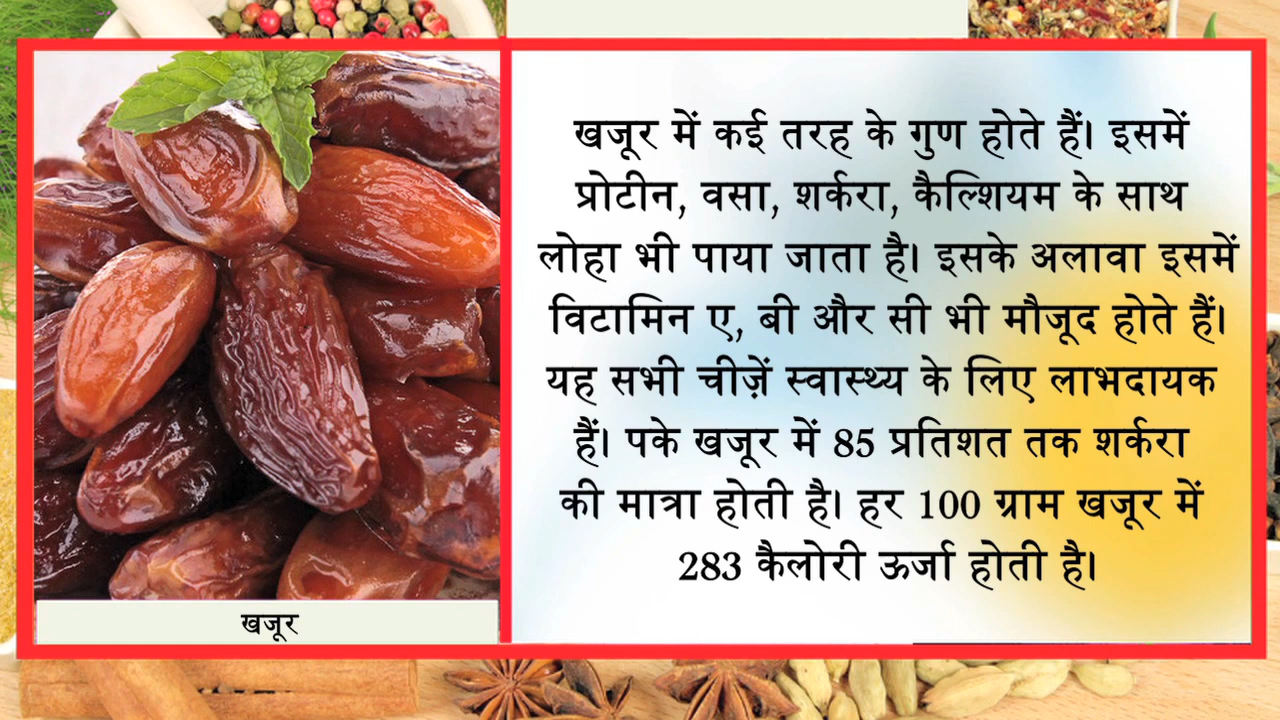 खजूर में कई तरह के गुण होते हैं। इसमें
प्रोटीन, वसा, शर्करा, कैल्शियम के साथ
लोहा भी पाया जाता है। इसके अलावा इसमें
विटामिन ए, बी और सी भी मौजूद होते हैं।
यह सभी चीज़ें स्वास्थ्य के लिए लाभदायक
हैं। पके खजूर में 85 प्रतिशत तक शर्करा
की मात्रा होती है। हर 100 ग्राम खजूर में
283 कैलोरी ऊर्जा होती है।
खजूर